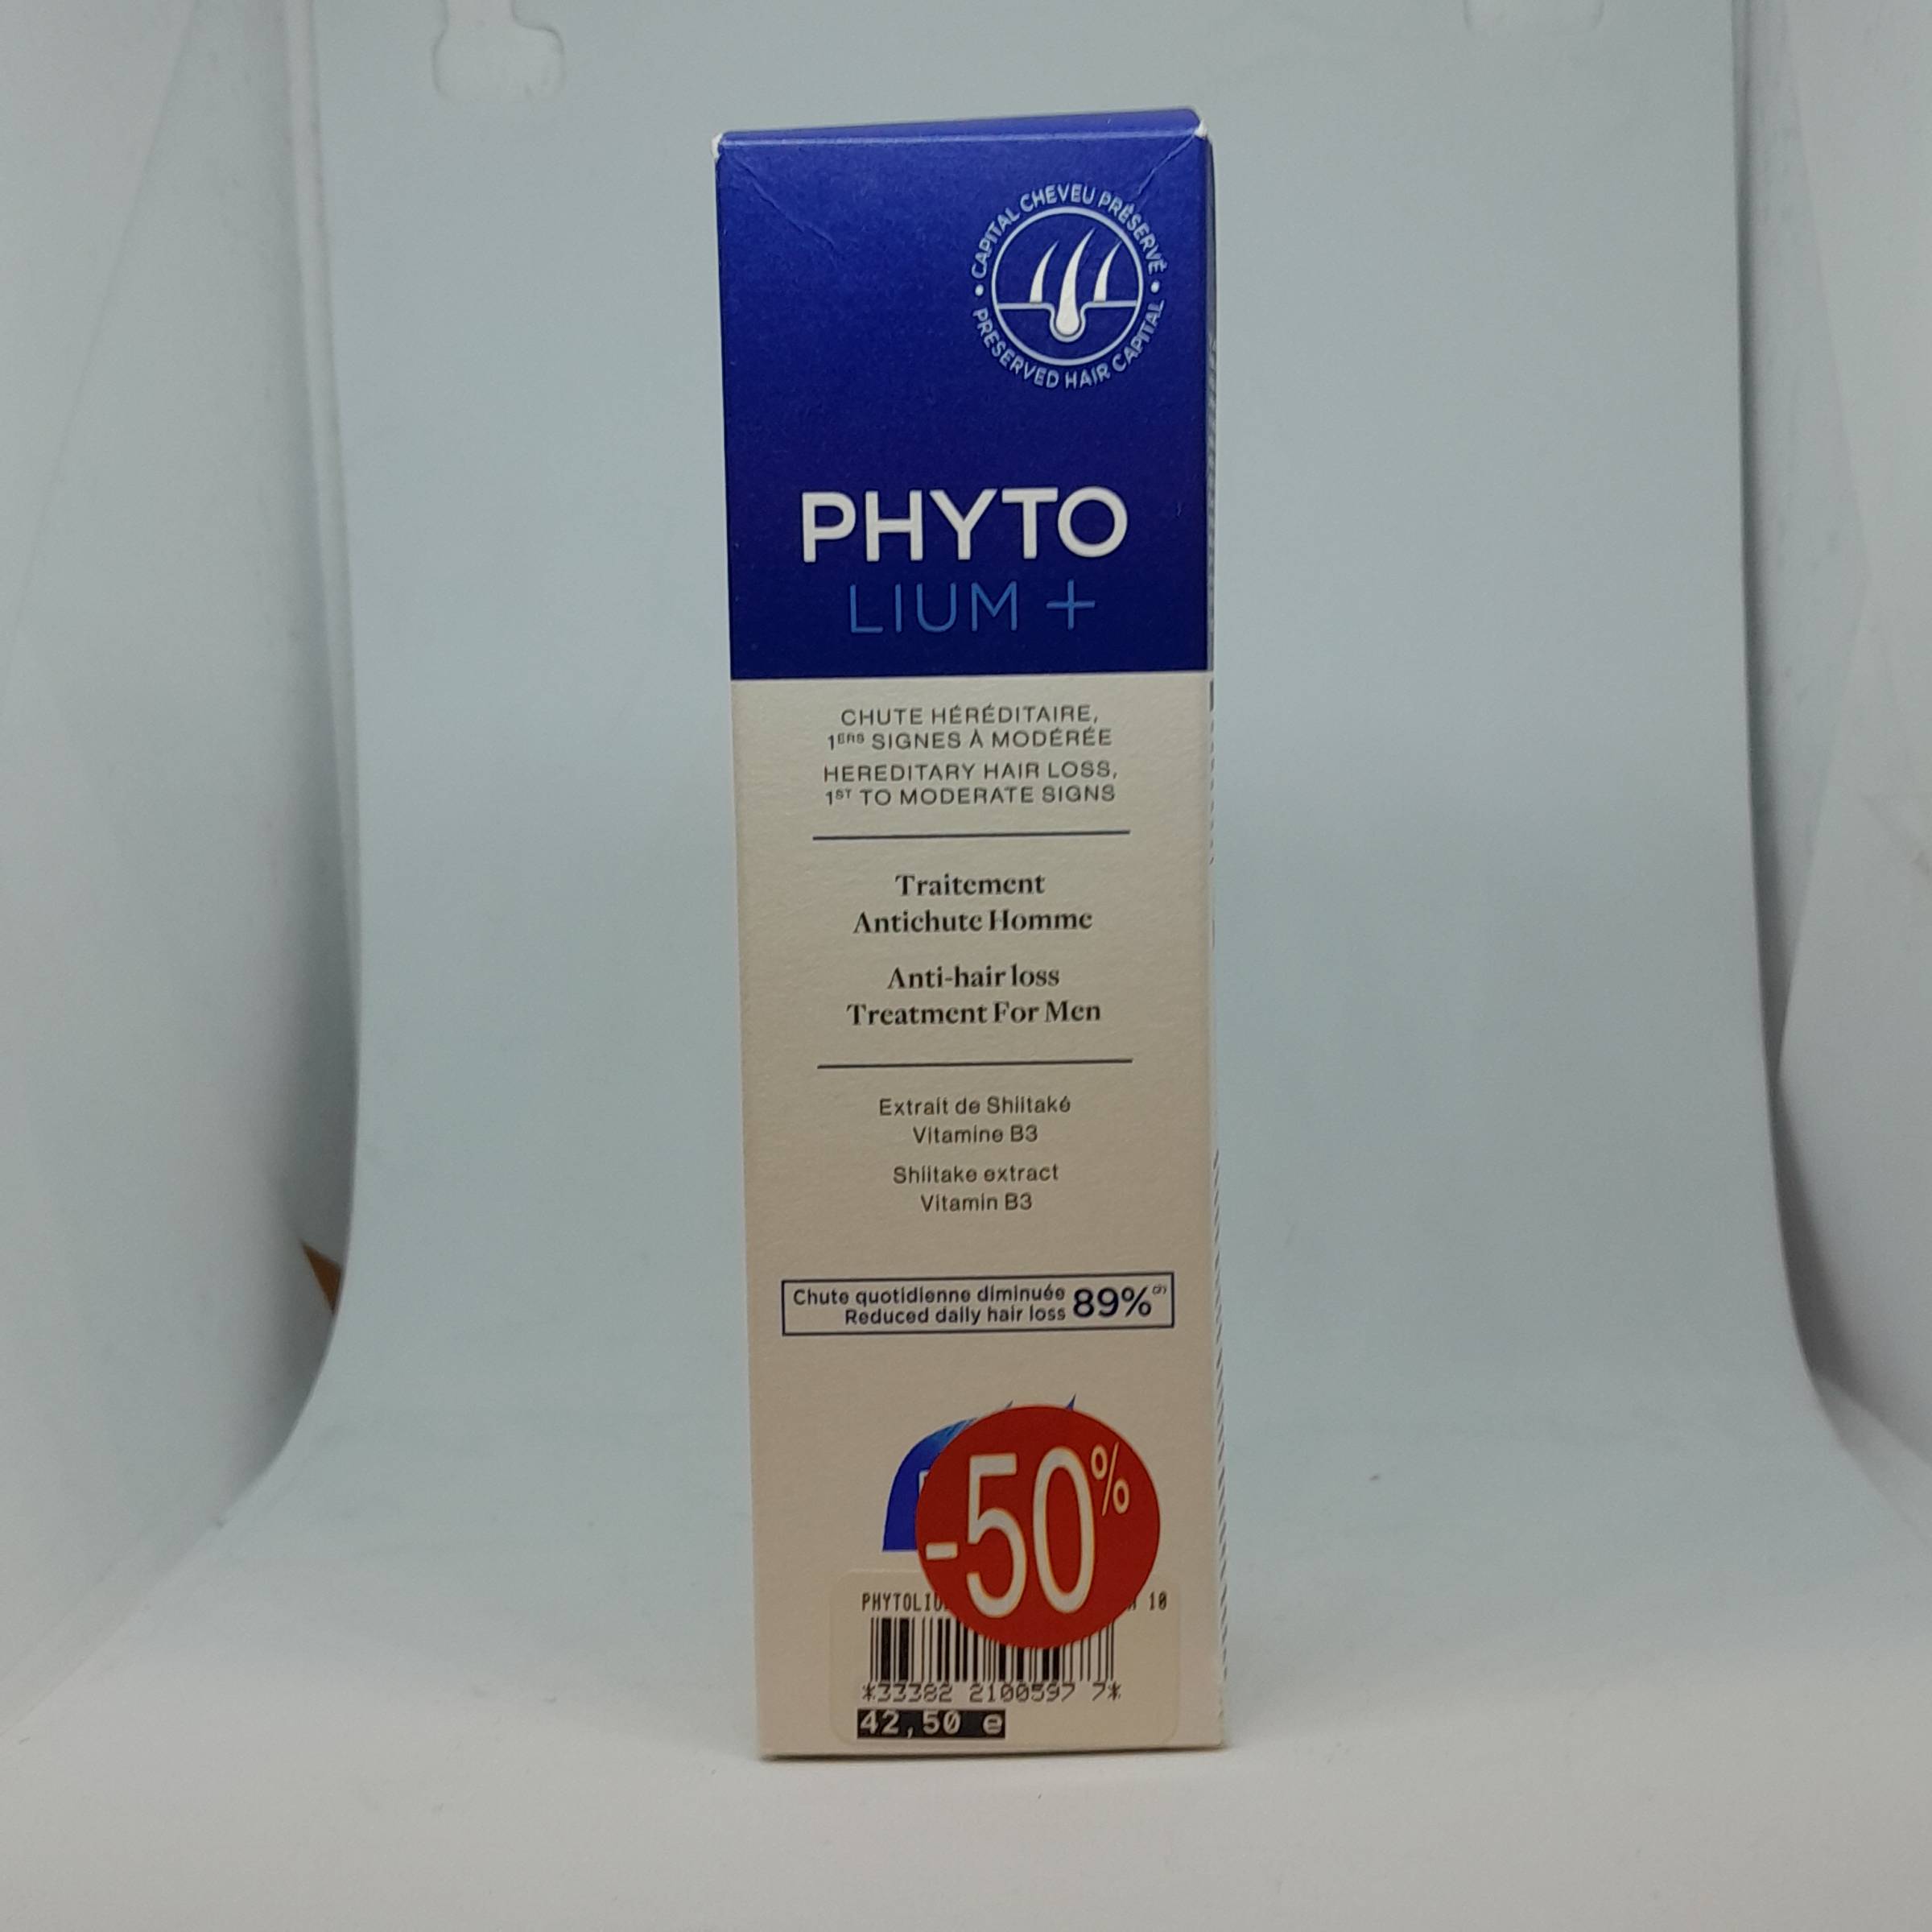 CAPITAL CHEVEU PRÉSERVÉ
PRESERVED HAIR CAPITAL
PHYTO
LIUM +
CHUTE HÉRÉDITAIRE,
1ERS SIGNES À MODÉRÉE
HEREDITARY HAIR LOSS,
1ST TO MODERATE SIGNS
Traitement
Antichute Homme
Anti-hair loss
Treatment For Men
Extrait de Shiitaké
Vitamine B3
Shiitake extract
Vitamin B3
Chute quotidienne diminuée 89%
Reduced daily hair loss
-50%
10
*33382 2100597 7*
42,50 e